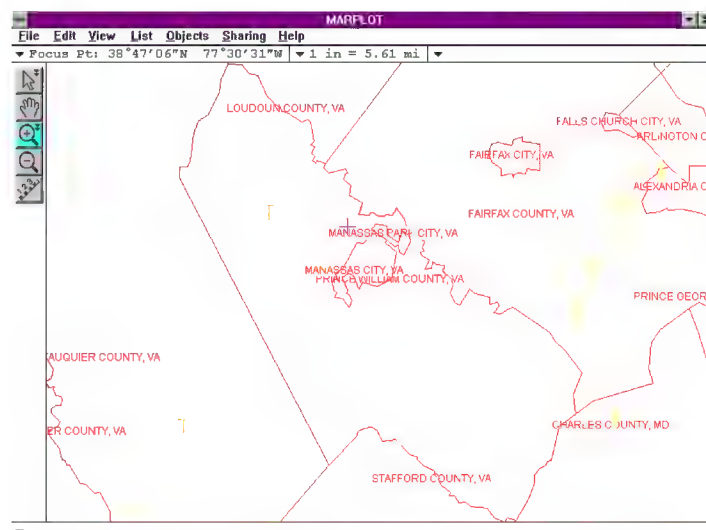 MARPLOT
File Edit View List Objects Sharing Help
Focus Pt: 38°47'06"N 77°30'31"W 1 in = 5.61 mi
LOUDOUN COUNTY, VA
FALLS CHURCH CITY, VA
ARLINGTON C
FAIRFAX CITY, VA
ALEXANDRIA C
FAIRFAX COUNTY, VA
MANASSAS PARK CITY, VA
MANASSAS CITY, VA
PRINCE WILLIAM COUNTY, VA
PRINCE GEOR
AUQUIER COUNTY, VA
CHARLES COUNTY, MD
ER COUNTY, VA
STAFFORD COUNTY, VA